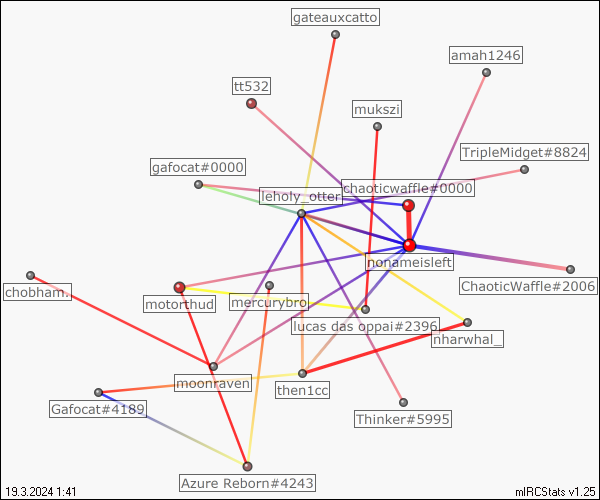 gateauxcatto
amah1246
tt532
mukszi
TripleMidget#8824
gafocat#0000
chaoticwaffle#0000
leholy_otter
nonameisleft
ChaoticWaffle#2006
chobham.
motorthud
mercurybro
lucas das oppai#2396
nharwhal_
moonraven
then1cc
Gafocat#4189
Thinker#5995
Azure Reborn#4243
19.3.2024 1:41
mIRCStats v1.25